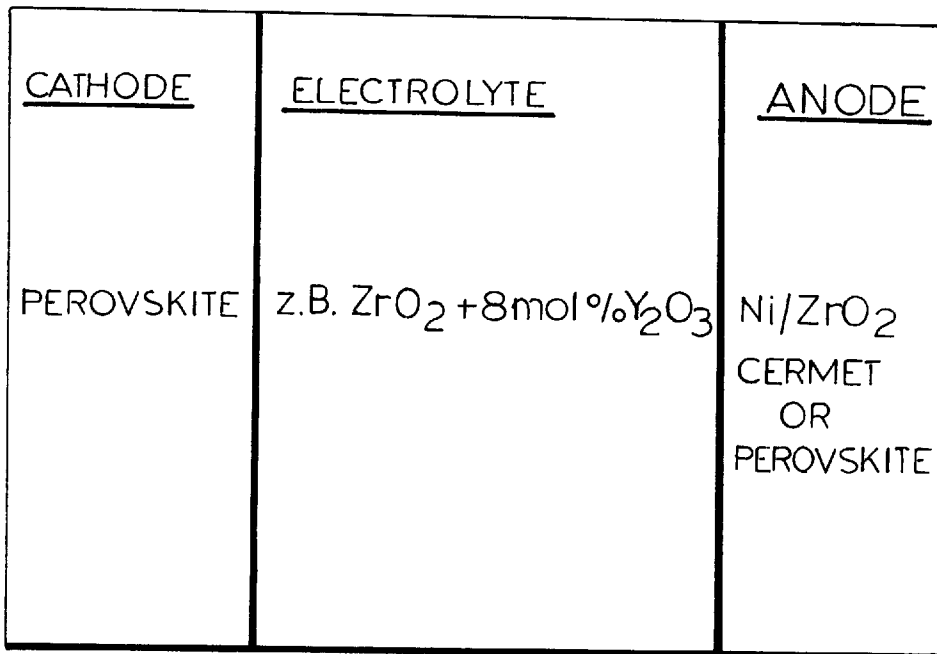 CATHODE
PEROVSKITE
ELECTROLYTE
z.B. ZrO₂ + 8mol%Y₂O₃
ANODE
Ni/ZrO₂
CERMET
OR
PEROVSKITE